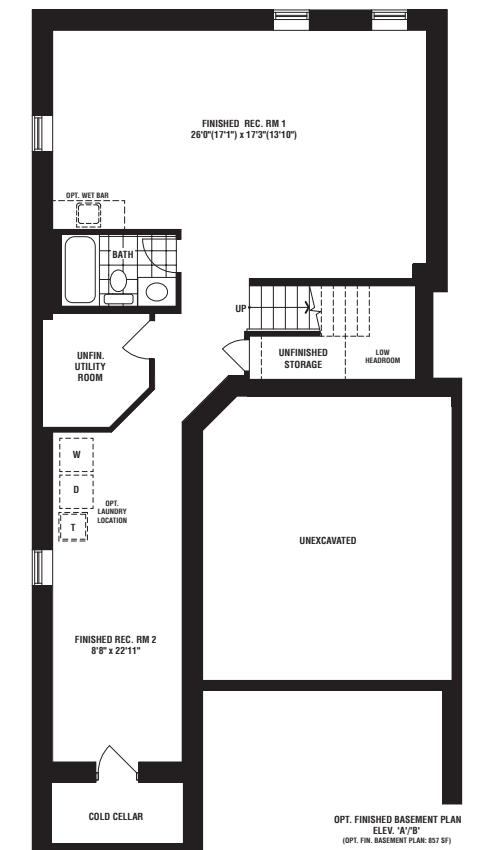 FINISHED REC. RM 1
26'0"(17'1") x 17'3"(13'10")
OPT. WET BAR
BATH
UP
UNFIN.
UTILITY
ROOM
UNFINISHED
STORAGE
LOW
HEADROOM
W
D
T
OPT.
LAUNDRY
LOCATION
UNEXCAVATED
FINISHED REC. RM 2
8'8" x 22'11"
COLD CELLAR
OPT. FINISHED BASEMENT PLAN
ELEV. 'A'/'B'
(OPT. FIN. BASEMENT PLAN: 857 SF)